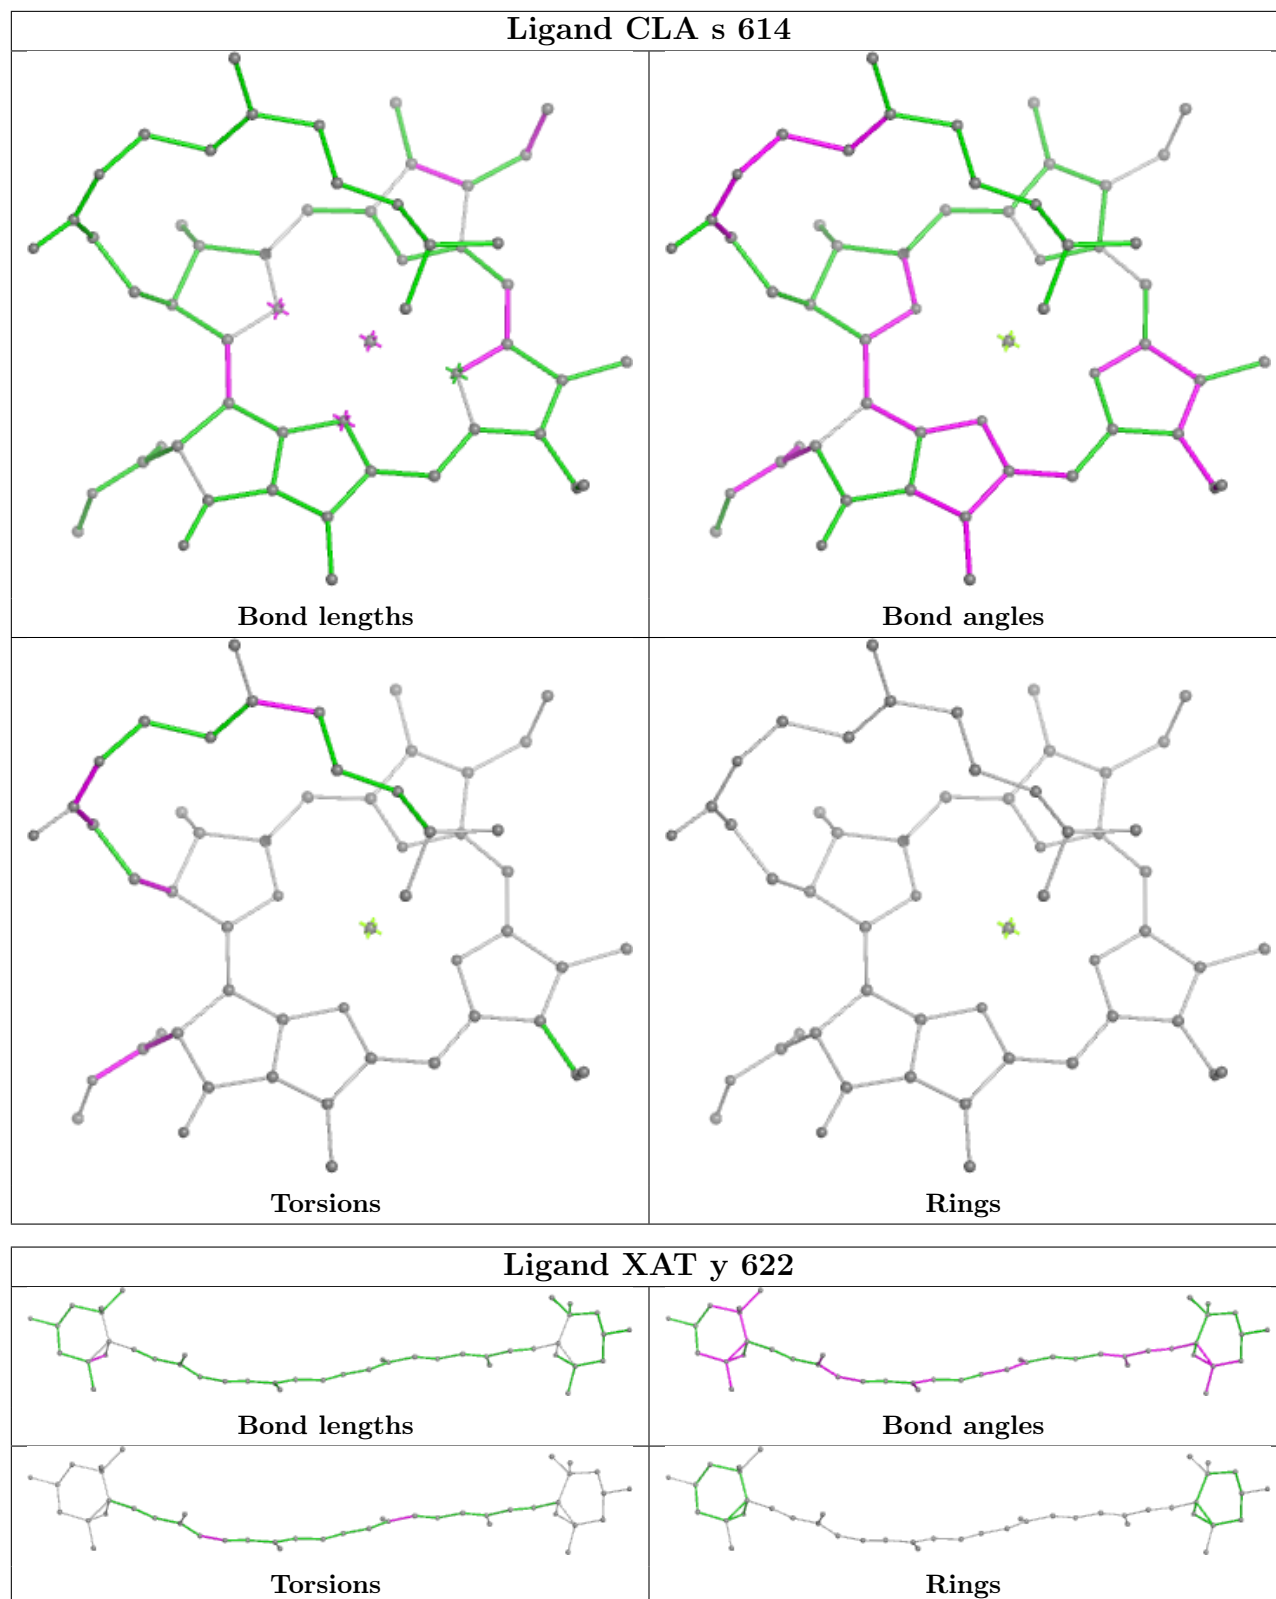 Ligand CLA s 614
Bond lengths
Bond angles
Torsions
Rings
Ligand XAT y 622
Bond lengths
Bond angles
Torsions
Rings